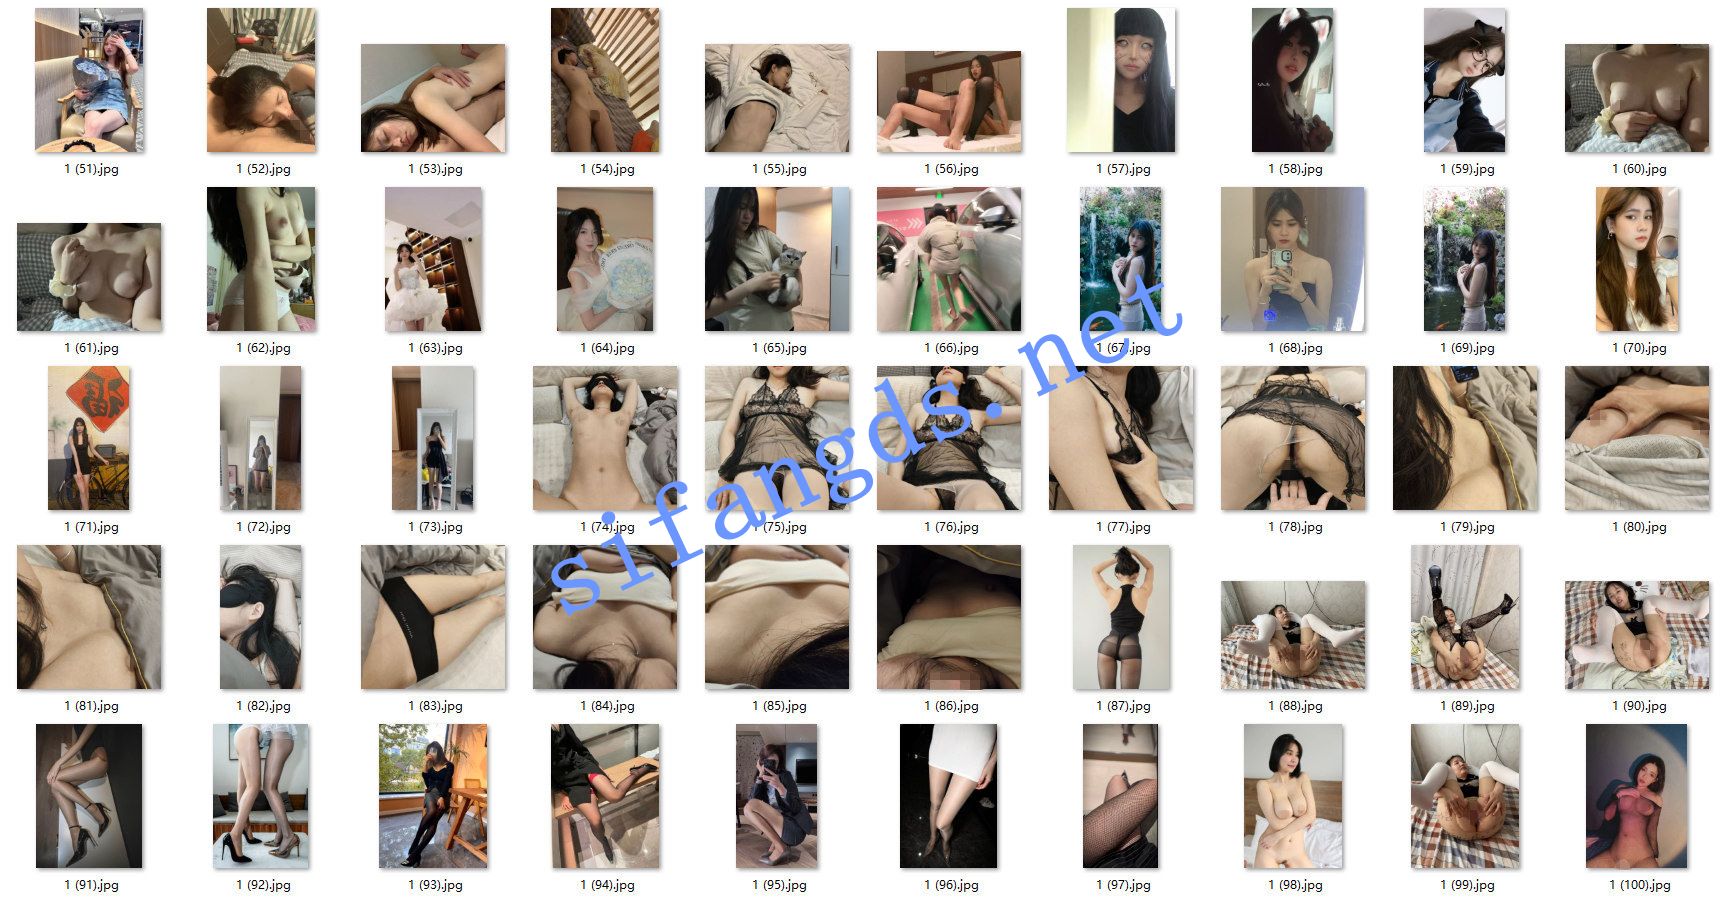 1 (51).jpg
1 (52).jpg
1 (53).jpg
1 (54).jpg
1 (55).jpg
1 (56).jpg
1 (57).jpg
1 (58).jpg
1 (59).jpg
1 (60).jpg
1 (61).jpg
1 (62).jpg
1 (63).jpg
1 (64).jpg
1 (65).jpg
1 (66).jpg
1 (67).jpg
1 (68).jpg
1 (69).jpg
1 (70).jpg
1 (71).jpg
1 (72).jpg
1 (73).jpg
1 (74).jpg
1 (75).jpg
1 (76).jpg
1 (77).jpg
1 (78).jpg
1 (79).jpg
1 (80).jpg
sifangds.net
1 (81).jpg
1 (82).jpg
1 (83).jpg
1 (84).jpg
1 (85).jpg
1 (86).jpg
1 (87).jpg
1 (88).jpg
1 (89).jpg
1 (90).jpg
1 (91).jpg
1 (92).jpg
1 (93).jpg
1 (94).jpg
1 (95).jpg
1 (96).jpg
1 (97).jpg
1 (98).jpg
1 (99).jpg
1 (100).jpg